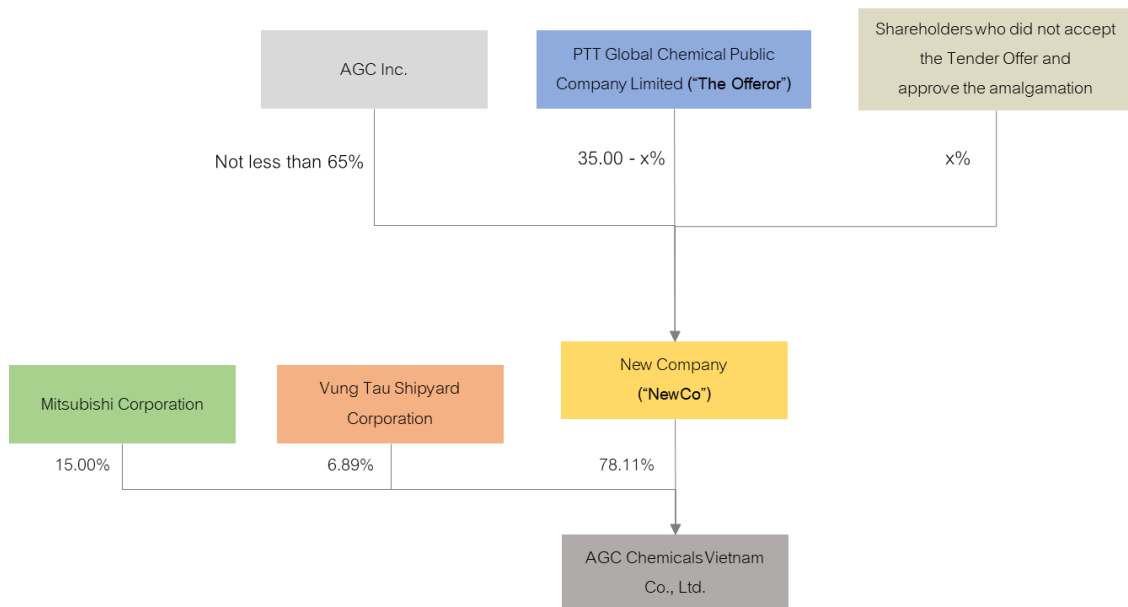 AGC Inc.
PTT Global Chemical Public
Company Limited (“The Offeror”)
Shareholders who did not accept
the Tender Offer and
approve the amalgamation
Not less than 65%
35.00 - x%
x%
Mitsubishi Corporation
Vung Tau Shipyard
Corporation
New Company
(“NewCo”)
15.00%
6.89%
78.11%
AGC Chemicals Vietnam
Co., Ltd.